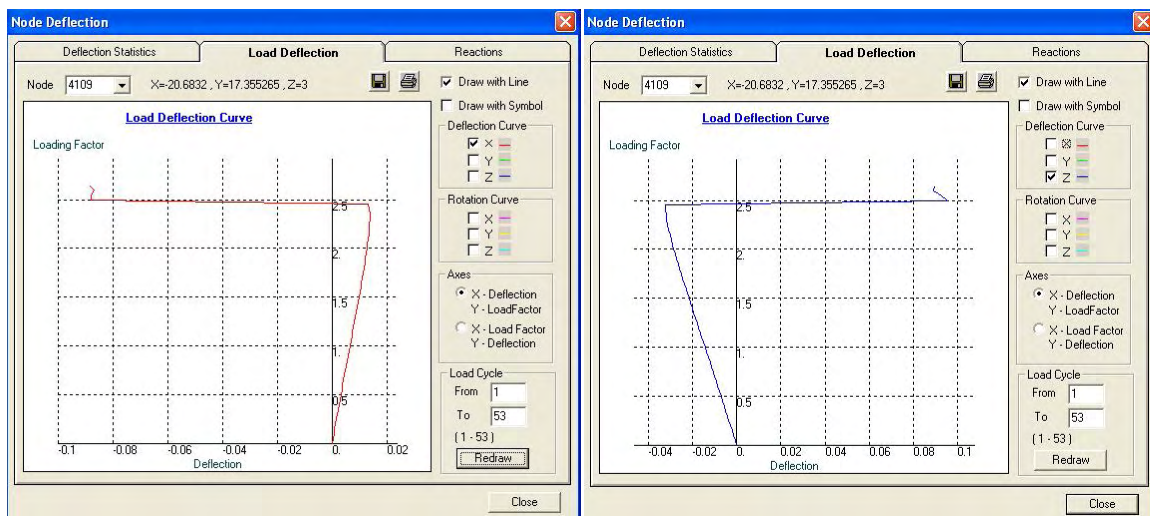 Node Deflection
Deflection Statistics
Load Deflection
Reactions
Node 4109 X=-20.6832 , Y=17.355265 , Z=3
Draw with Line
Draw with Symbol
Load Deflection Curve
Loading Factor
2.5
2.
1.5
1.
0.5
-0.1 -0.08 -0.06 -0.04 -0.02 0. 0.02
Deflection
Deflection Curve
X
Y
Z
Rotation Curve
X
Y
Z
Axes
X - Deflection
Y - LoadFactor
X - Load Factor
Y - Deflection
Load Cycle
From 1
To 53
( 1 - 53 )
Redraw
Close
Node Deflection
Deflection Statistics
Load Deflection
Reactions
Node 4109 X=-20.6832 , Y=17.355265 , Z=3
Draw with Line
Draw with Symbol
Load Deflection Curve
Loading Factor
2.5
2.
1.5
1.
0.5
-0.04 -0.02 0. 0.02 0.04 0.06 0.08 0.1
Deflection
Deflection Curve
X
Y
Z
Rotation Curve
X
Y
Z
Axes
X - Deflection
Y - LoadFactor
X - Load Factor
Y - Deflection
Load Cycle
From 1
To 53
( 1 - 53 )
Redraw
Close